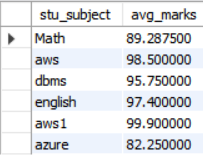 stu_subject avg_marks
Math 89.287500
aws 98.500000
dbms 95.750000
english 97.400000
aws1 99.900000
azure 82.250000